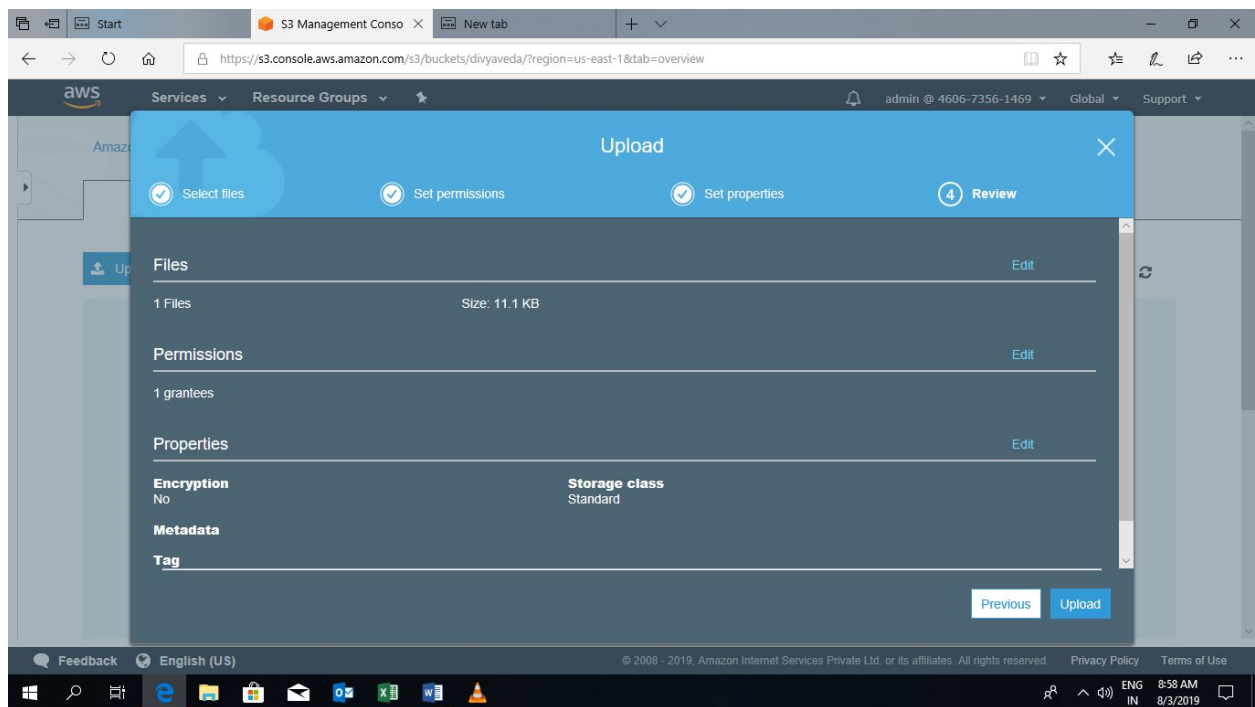 Start
S3 Management Conso
New tab
https://s3.console.aws.amazon.com/s3/buckets/divyaveda/?region=us-east-1&tab=overview
aws
Services
Resource Groups
admin @ 4606-7356-1469
Global
Support
Amazo
Upload
Select files
Set permissions
Set properties
4 Review
Up
Files
Edit
1 Files
Size: 11.1 KB
Permissions
Edit
1 grantees
Properties
Edit
Encryption
No
Storage class
Standard
Metadata
Tag
Previous
Upload
Feedback
English (US)
© 2008 - 2019, Amazon Internet Services Private Ltd. or its affiliates. All rights reserved.
Privacy Policy
Terms of Use
ENG
IN
8:58 AM
8/3/2019